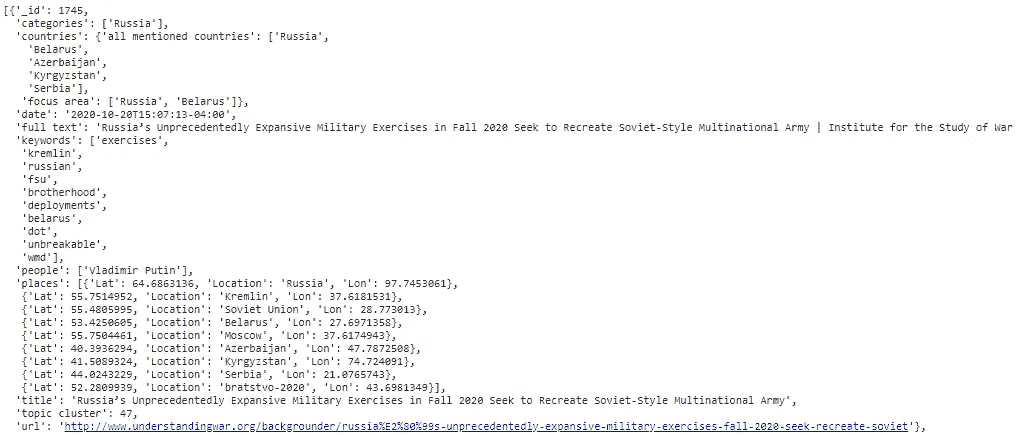 [{'_id': 1745,
'categories': ['Russia'],
'countries': {'all mentioned countries': ['Russia',
'Belarus',
'Azerbaijan',
'Kyrgyzstan',
'Serbia'],
'focus area': ['Russia', 'Belarus']},
'date': '2020-10-20T15:07:13-04:00',
'full text': 'Russia’s Unprecedentedly Expansive Military Exercises in Fall 2020 Seek to Recreate Soviet-Style Multinational Army | Institute for the Study of War
'keywords': ['exercises',
'kremlin',
'russian',
'fsu',
'brotherhood',
'deployments',
'belarus',
'dot',
'unbreakable',
'wmd'],
'people': ['Vladimir Putin'],
'places': [{'Lat': 64.6863136, 'Location': 'Russia', 'Lon': 97.7453061},
{'Lat': 55.7514952, 'Location': 'Kremlin', 'Lon': 37.6181531},
{'Lat': 55.4805995, 'Location': 'Soviet Union', 'Lon': 28.773013},
{'Lat': 53.4250605, 'Location': 'Belarus', 'Lon': 27.6971358},
{'Lat': 55.7504461, 'Location': 'Moscow', 'Lon': 37.6174943},
{'Lat': 40.3936294, 'Location': 'Azerbaijan', 'Lon': 47.7872508},
{'Lat': 41.5089324, 'Location': 'Kyrgyzstan', 'Lon': 74.724091},
{'Lat': 44.0243229, 'Location': 'Serbia', 'Lon': 21.0765743},
{'Lat': 52.2809939, 'Location': 'bratstvo-2020', 'Lon': 43.6981349}],
'title': 'Russia’s Unprecedentedly Expansive Military Exercises in Fall 2020 Seek to Recreate Soviet-Style Multinational Army',
'topic cluster': 47,
'url': 'http://www.understandingwar.org/backgrounder/russia%E2%80%99s-unprecedentedly-expansive-military-exercises-fall-2020-seek-recreate-soviet'},